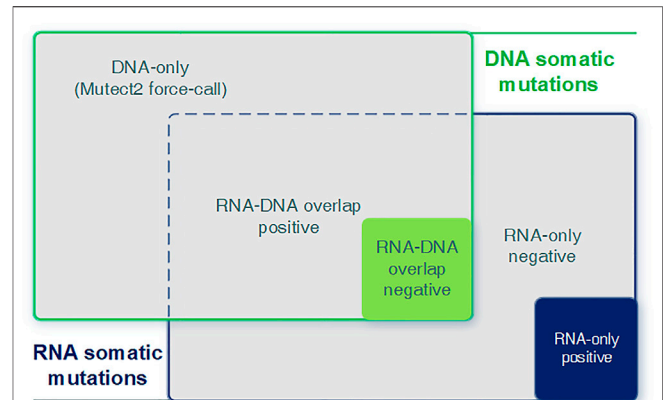 DNA-only
(Mutect2 force-call)
DNA somatic
mutations
RNA-DNA overlap
positive
RNA-DNA
overlap
negative
RNA-only
negative
RNA-only
positive
RNA somatic
mutations